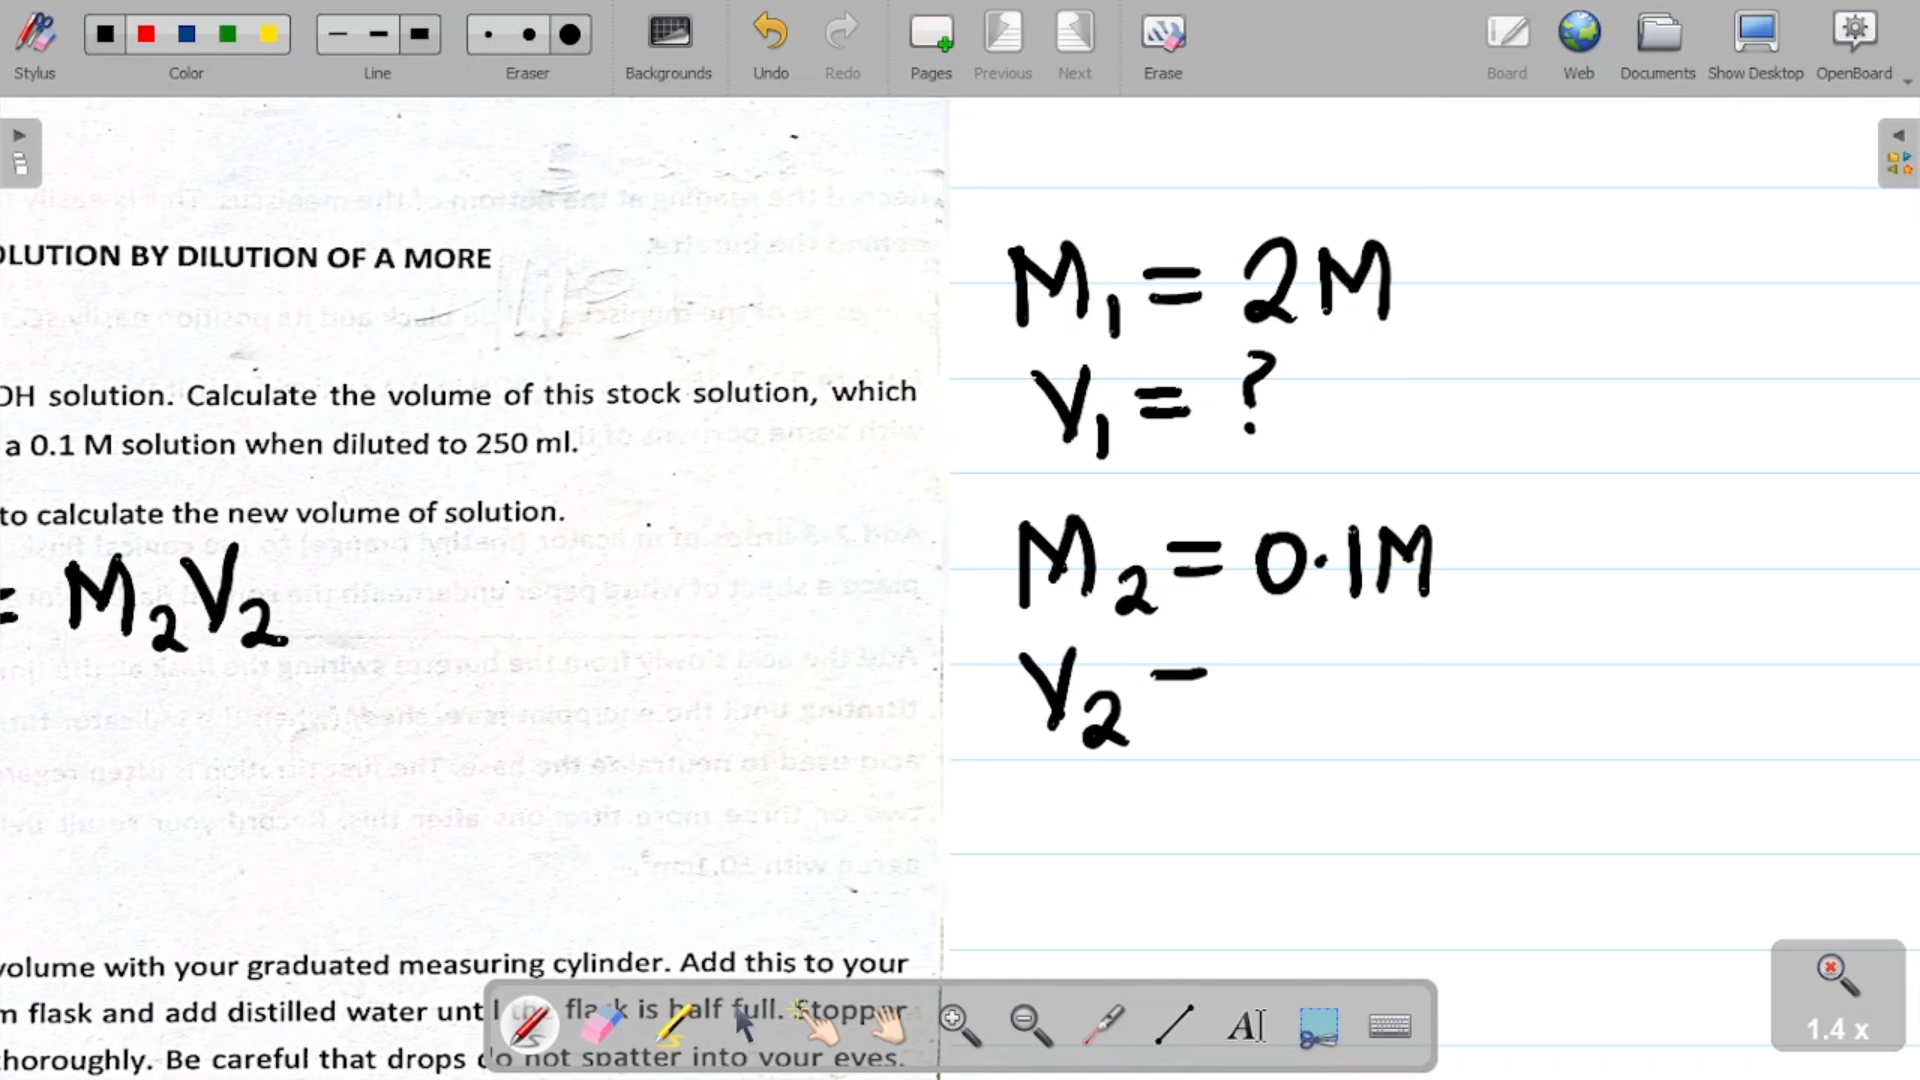 Stylus
Color
Line
Eraser
Backgrounds
Undo
Redo
Pages
Previous
Next
Erase
Board
Web
Documents
Show Desktop
OpenBoard
OLUTION BY DILUTION OF A MORE
OH solution. Calculate the volume of this stock solution, which
a 0.1 M solution when diluted to 250 ml.
to calculate the new volume of solution.
= M₂V₂
volume with your graduated measuring cylinder. Add this to your
m flask and add distilled water until the flask is half full. Stopper
thoroughly. Be careful that drops do not spatter into your eyes.
M₁ = 2M
V₁ = ?
M₂ = 0.1M
V₂ –
1.4 x